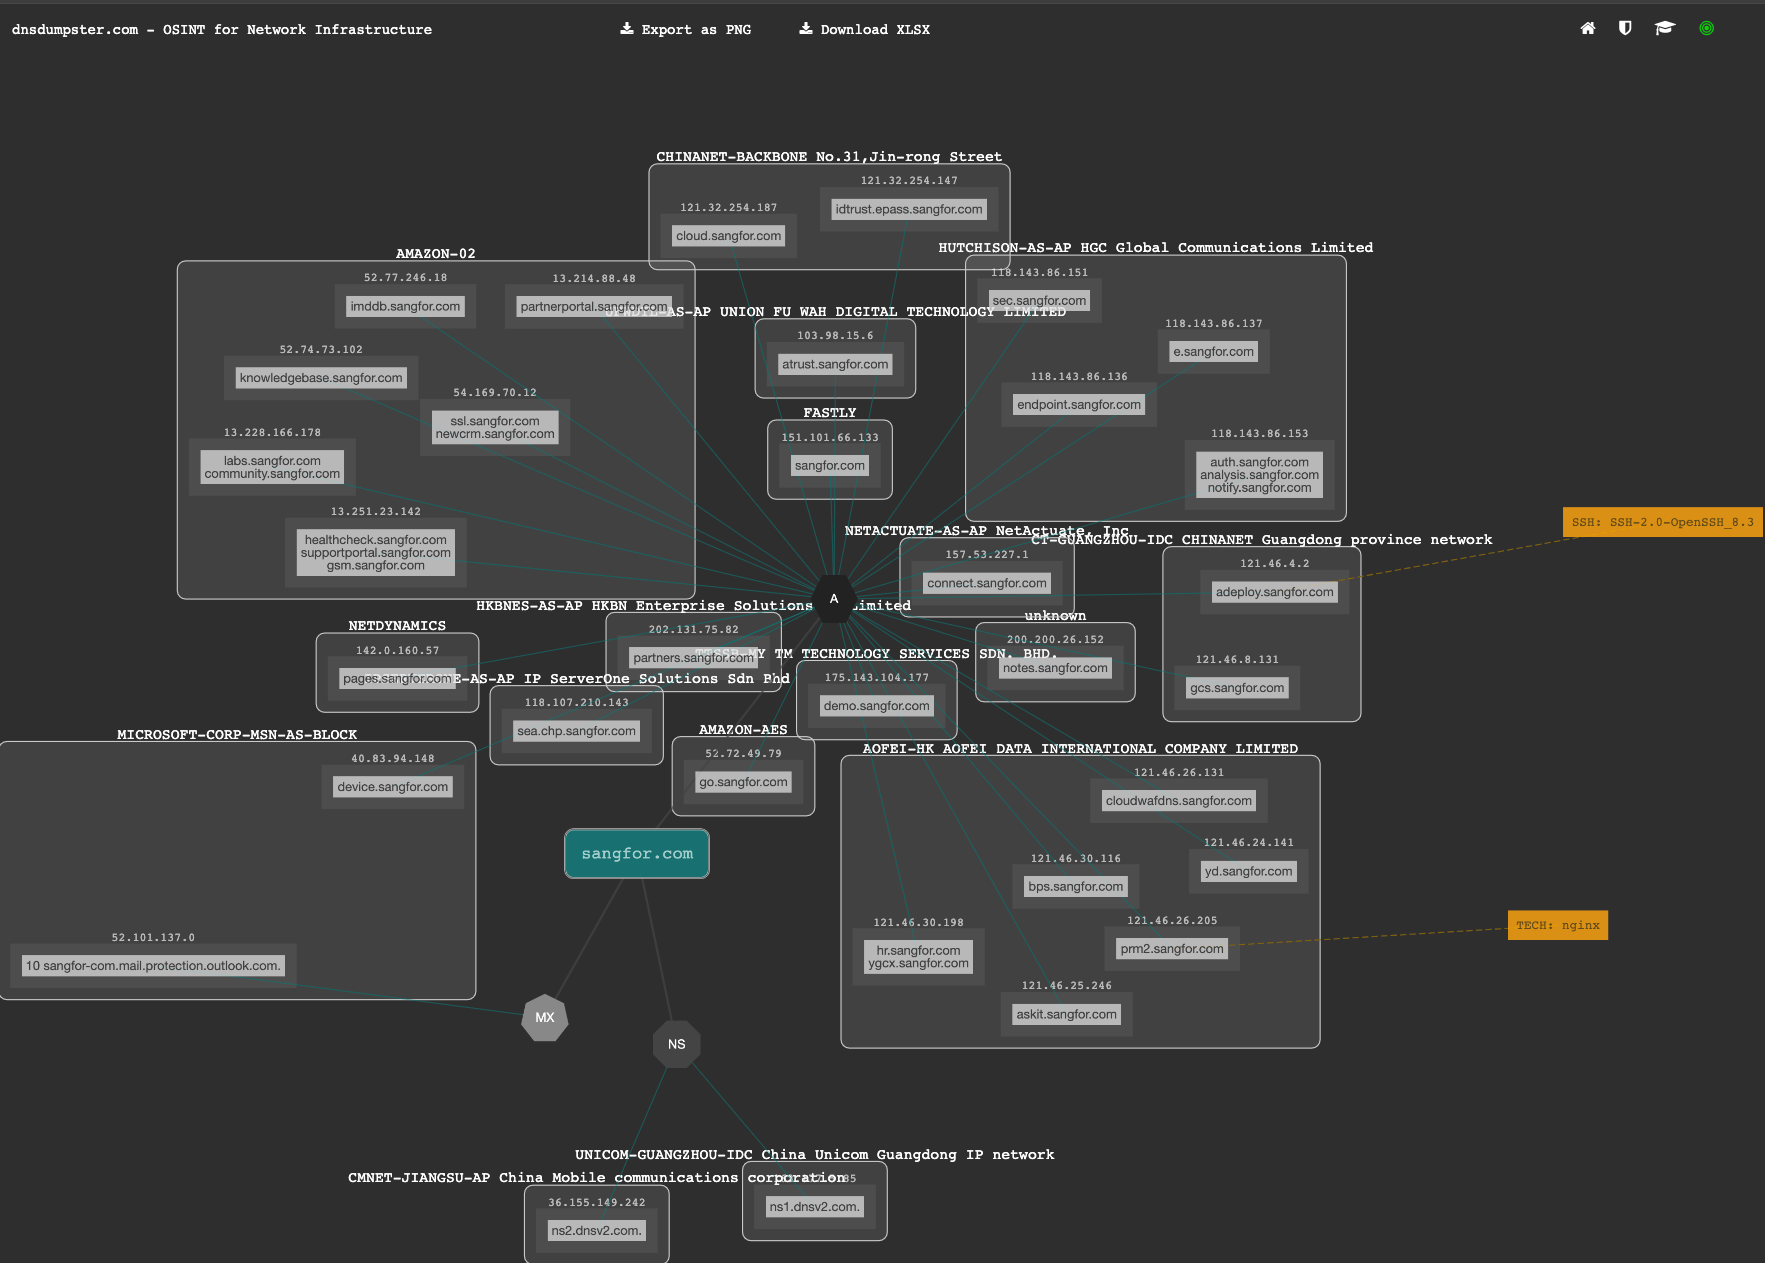 dnsdumpster.com - OSINT for Network Infrastructure
Export as PNG
Download XLSX
CHINANET-BACKBONE No.31,Jin-rong Street
121.32.254.147
idtrust.epass.sangfor.com
121.32.254.187
cloud.sangfor.com
AMAZON-02
52.77.246.18
imddb.sangfor.com
13.214.88.48
partnerportal.sangfor.com
52.74.73.102
knowledgebase.sangfor.com
54.169.70.12
ssl.sangfor.com
newcrm.sangfor.com
13.228.166.178
labs.sangfor.com
community.sangfor.com
13.251.23.142
healthcheck.sangfor.com
supportportal.sangfor.com
gsm.sangfor.com
HUTCHISON-AS-AP HGC Global Communications Limited
118.143.86.151
sec.sangfor.com
118.143.86.137
e.sangfor.com
118.143.86.136
endpoint.sangfor.com
118.143.86.153
auth.sangfor.com
analysis.sangfor.com
notify.sangfor.com
UNION FU WAH DIGITAL TECHNOLOGY LIMITED
103.98.15.6
atrust.sangfor.com
FASTLY
151.101.66.133
sangfor.com
SSH: SSH-2.0-OpenSSH_8.3
NETACTUATE-AS-AP NetActuate, Inc
157.53.227.1
connect.sangfor.com
CT-GUANGZHOU-IDC CHINANET Guangdong province network
121.46.4.2
adeploy.sangfor.com
121.46.8.131
gcs.sangfor.com
A
HKBNES-AS-AP HKBN Enterprise Solutions Limited
202.131.75.82
partners.sangfor.com
unknown
200.200.26.152
notes.sangfor.com
NETDYNAMICS
142.0.160.57
pages.sangfor.com
TM TECHNOLOGY SERVICES SDN. BHD.
175.143.104.177
demo.sangfor.com
IP ServerOne Solutions Sdn Phd
118.107.210.143
sea.chp.sangfor.com
AMAZON-AES
52.72.49.79
go.sangfor.com
MICROSOFT-CORP-MSN-AS-BLOCK
40.83.94.148
device.sangfor.com
52.101.137.0
10 sangfor-com.mail.protection.outlook.com.
AOFEI-HK AOFEI DATA INTERNATIONAL COMPANY LIMITED
121.46.26.131
cloudwafdns.sangfor.com
121.46.24.141
yd.sangfor.com
121.46.30.116
bps.sangfor.com
121.46.26.205
prm2.sangfor.com
121.46.30.198
hr.sangfor.com
ygcx.sangfor.com
121.46.25.246
askit.sangfor.com
TECH: nginx
sangfor.com
MX
NS
UNICOM-GUANGZHOU-IDC China Unicom Guangdong IP network
ns1.dnsv2.com.
CMNET-JIANGSU-AP China Mobile communications corporation
36.155.149.242
ns2.dnsv2.com.